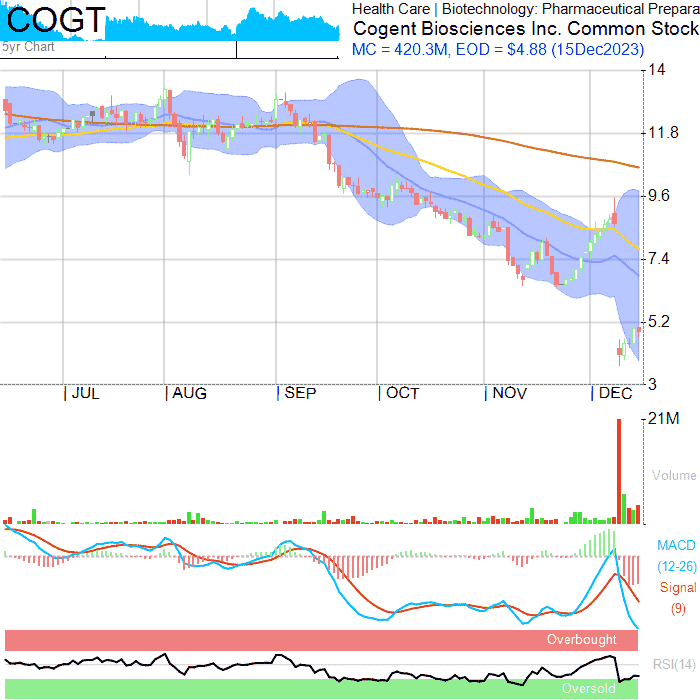 COGT
5yr Chart
Health Care | Biotechnology: Pharmaceutical Prepara
Cogent Biosciences Inc. Common Stock
MC = 420.3M, EOD = $4.88 (15Dec2023)
14
11.8
9.6
7.4
5.2
3
JUL AUG SEP OCT NOV DEC
21M
Volume
MACD
(12-26)
Signal
(9)
Overbought
RSI(14)
Oversold